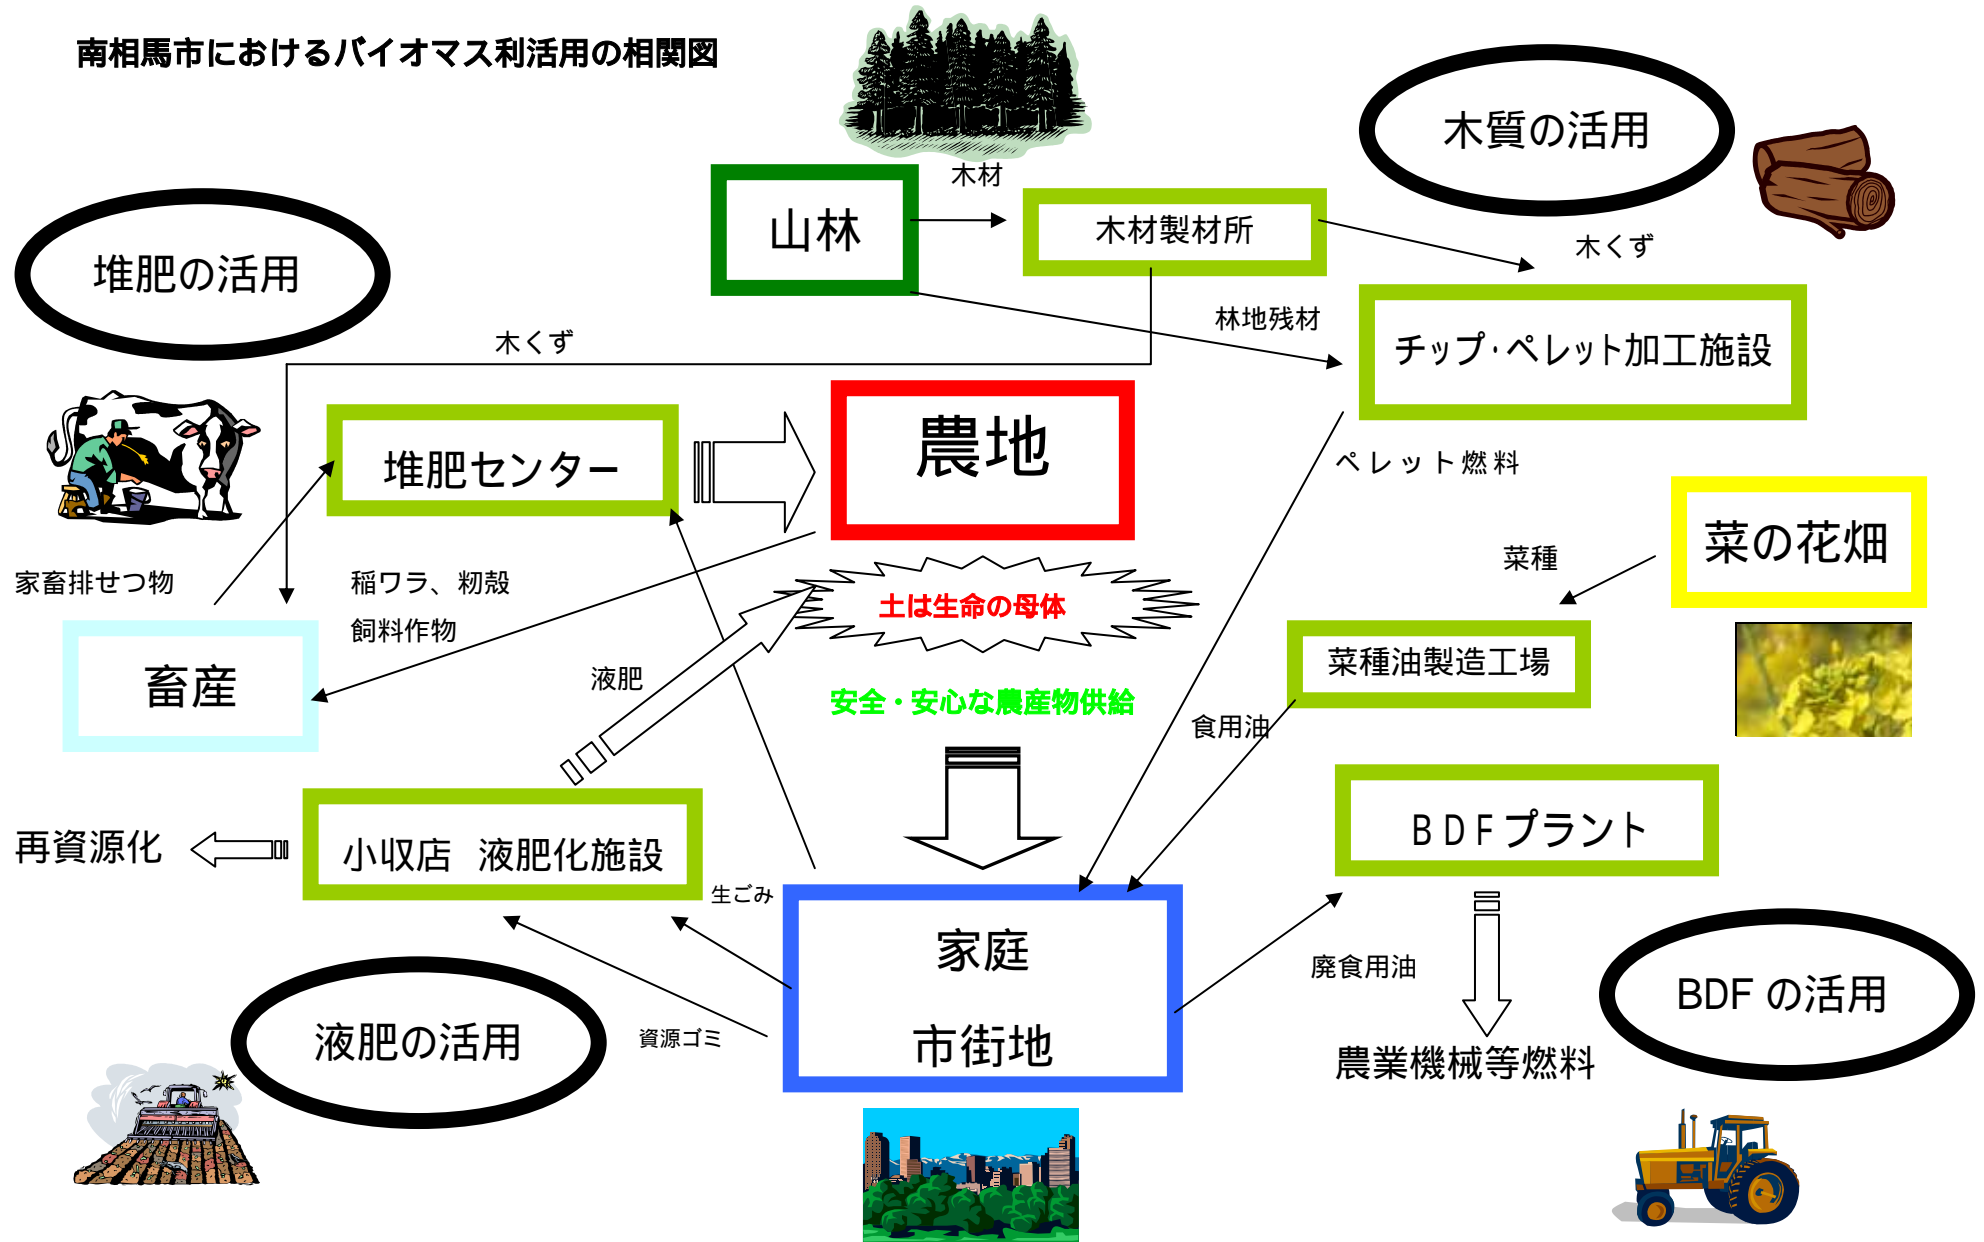 南相馬市におけるバイオマス利活用の相関図
木質の活用
木材
山林
木材製材所
木くず
堆肥の活用
林地残材
木くず
チップ・ペレット加工施設
農地
堆肥センター
ペレット燃料
菜の花畑
菜種
家畜排せつ物
稲ワラ、籾殻
飼料作物
土は生命の母体
畜産
液肥
菜種油製造工場
安全・安心な農産物供給
食用油
BDFプラント
再資源化
小収店 液肥化施設
生ごみ
家庭
市街地
廃食用油
BDFの活用
液肥の活用
資源ゴミ
農業機械等燃料